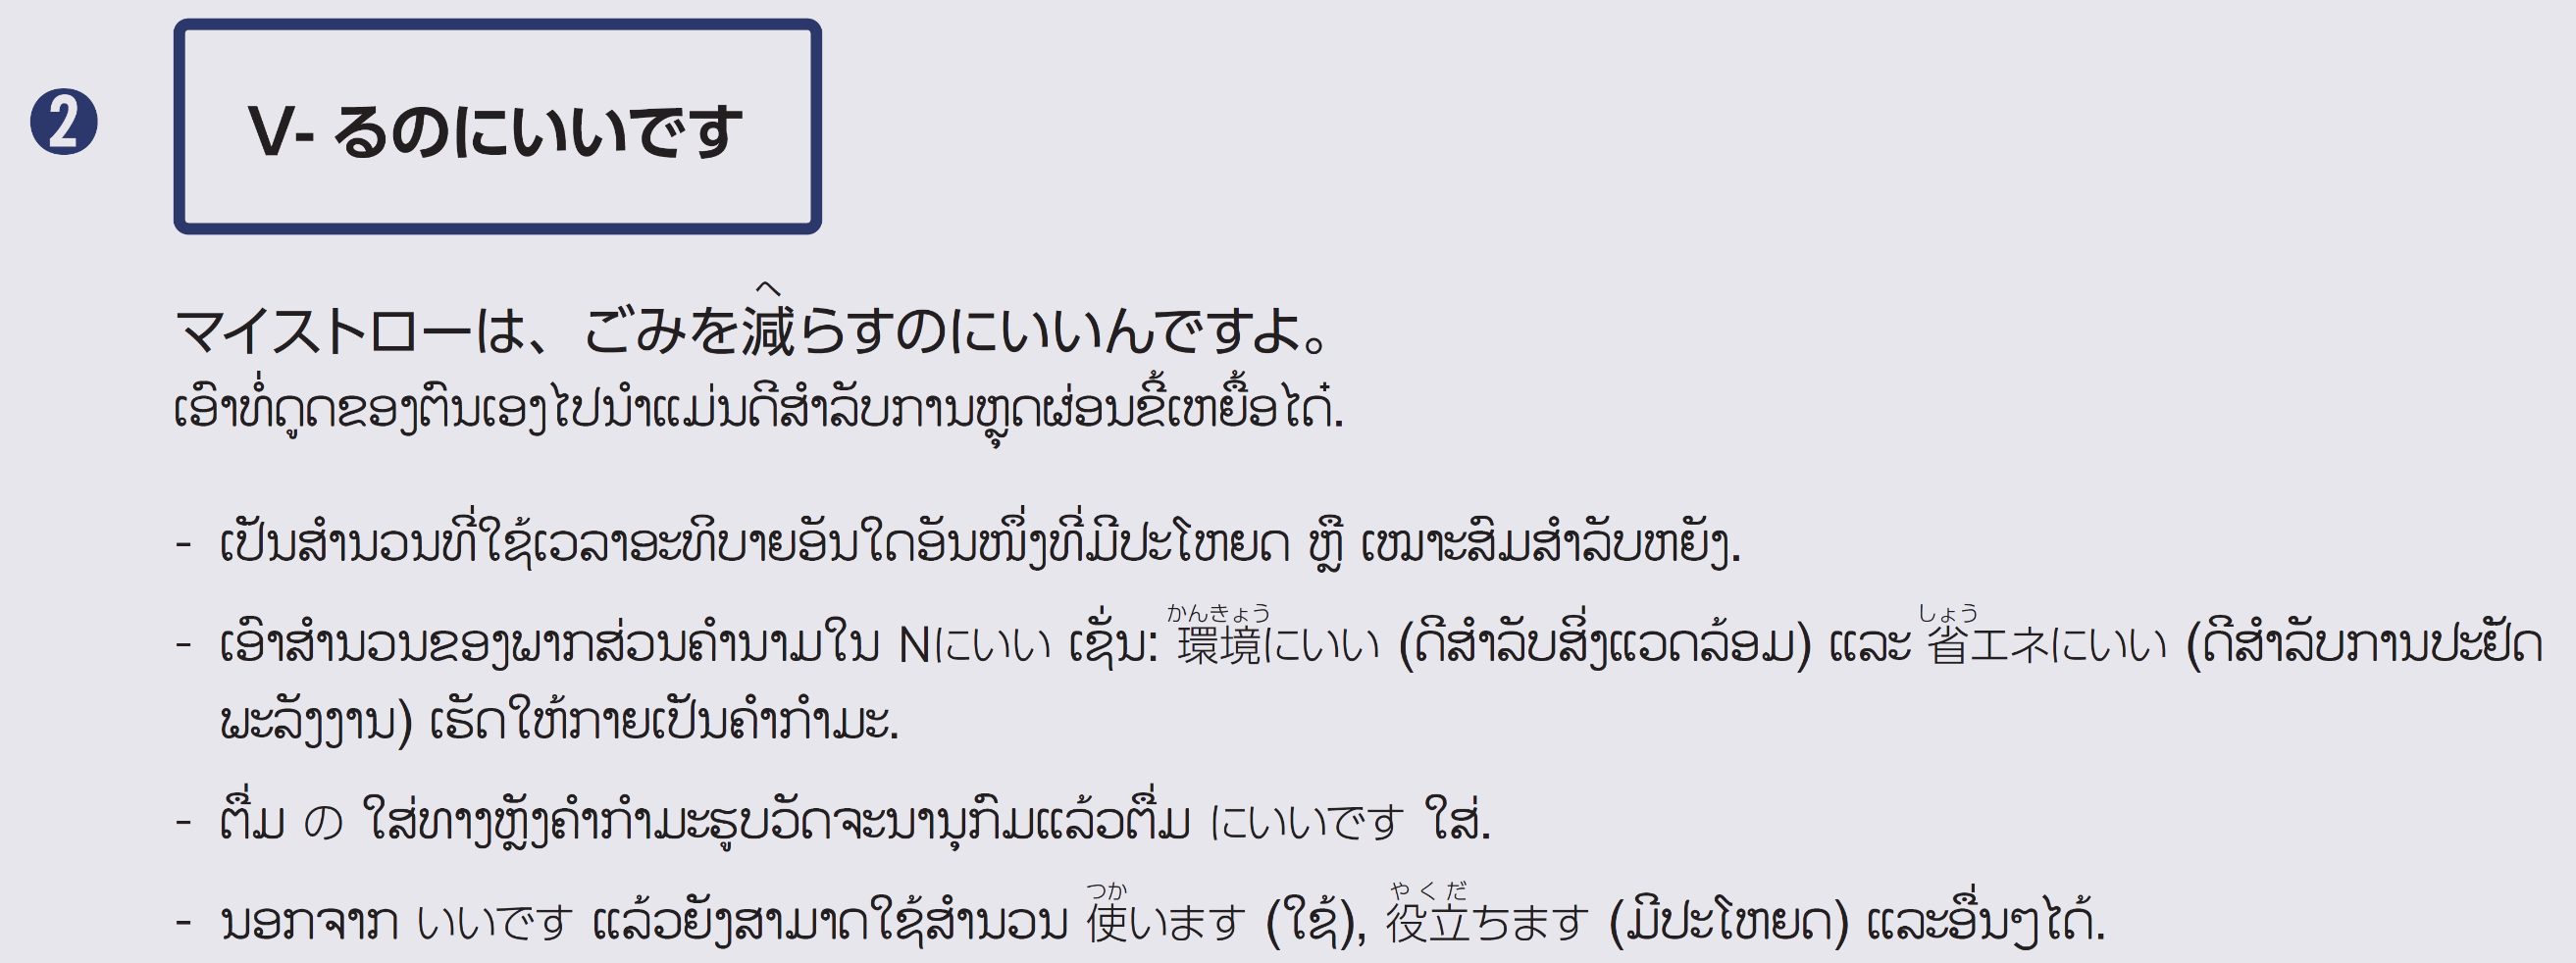 2
V- るのにいいです
へ
マイストローは、ごみを減らすのにいいんですよ。
ເອົາທໍ່ດູດຂອງຕົນເອງໄປນຳແມ່ນດີສຳລັບການຫຼຸດຜ່ອນຂີ້ເຫຍື້ອໄດ໋.
- ເປັນສຳນວນທີ່ໃຊ້ເວລາອະທິບາຍອັນໃດອັນໜຶ່ງທີ່ມີປະໂຫຍດ ຫຼື ເໝາະສົມສຳລັບຫຍັງ.
かんきょう しょう
- ເອົາສຳນວນຂອງພາກສ່ວນຄຳນາມໃນ Nにいい ເຊັ່ນ: 環境にいい (ດີສຳລັບສິ່ງແວດລ້ອມ) ແລະ 省エネにいい (ດີສຳລັບການປະຢັດ
ພະລັງງານ) ເຮັດໃຫ້ກາຍເປັນຄຳກຳມະ.
- ຕື່ມ の ໃສ່ທາງຫຼັງຄຳກຳມະຮູບວັດຈະນານຸກົມແລ້ວຕື່ມ にいいです ໃສ່.
つか やくだ
- ນອກຈາກ いいです ແລ້ວຍັງສາມາດໃຊ້ສຳນວນ 使います (ໃຊ້), 役立ちます (ມີປະໂຫຍດ) ແລະອື່ນໆໄດ້.